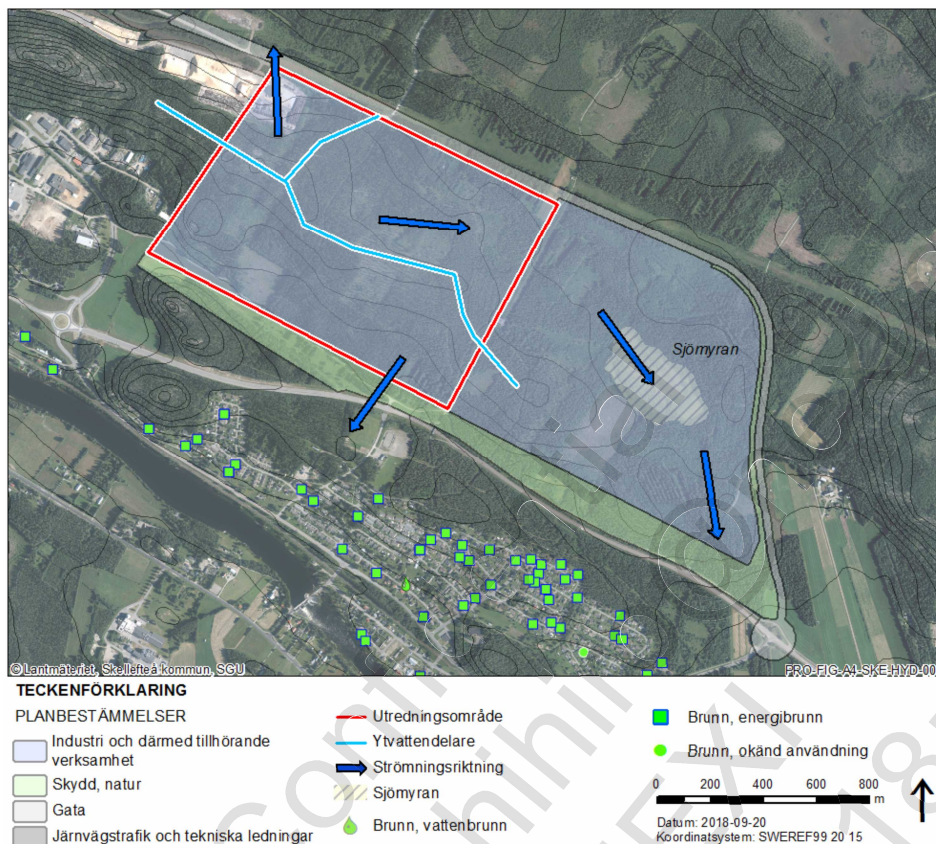 Sjömyran
© Lantmäteriet, Skellefteå kommun, SGU
PRO-FIG-A4-SKE-HYD-00
TECKENFÖRKLARING
PLANBESTÄMMELSER
Industri och därmed tillhörande
verksamhet
Skydd, natur
Gata
Järnvägstrafik och tekniska ledningar
Utredningsområde
Ytvattendelare
Strömningsriktning
Sjömyran
Brunn, vattenbrunn
Brunn, energibrunn
Brunn, okänd användning
0 200 400 600 800
m
Datum: 2018-09-20
Koordinatsystem: SWEREF99 20 15